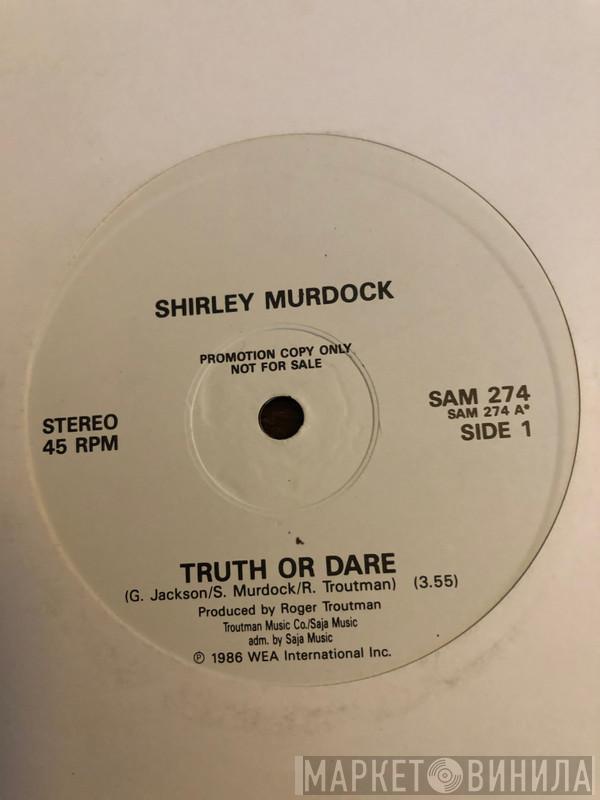 SHIRLEY MURDOCK
PROMOTION COPY ONLY
NOT FOR SALE
STEREO
45 RPM
SAM 274
SAM 274 A*
SIDE 1
TRUTH OR DARE
(G. Jackson/S. Murdock/R. Troutman) (3.55)
Produced by Roger Troutman
Troutman Music Co./Saja Music
adm. by Saja Music
℗ 1986 WEA International Inc.
МАРКЕТ ВИНИЛА